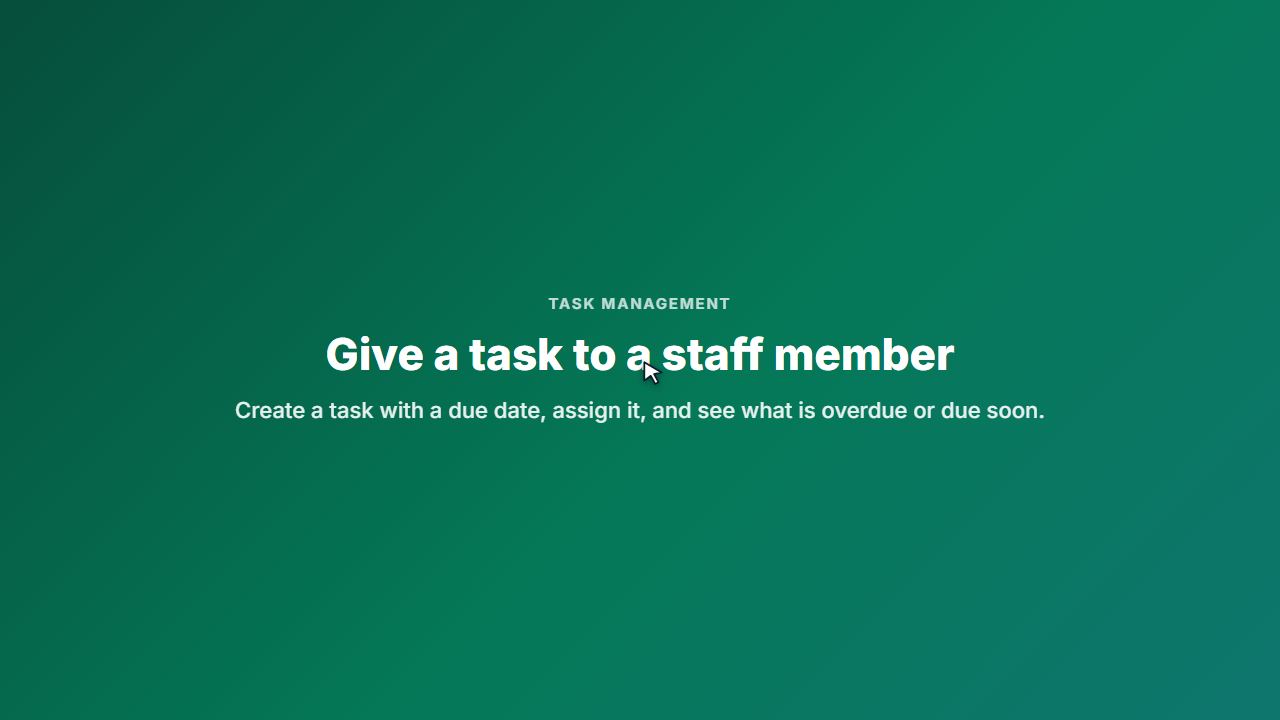 TASK MANAGEMENT
Give a task to a staff member
Create a task with a due date, assign it, and see what is overdue or due soon.